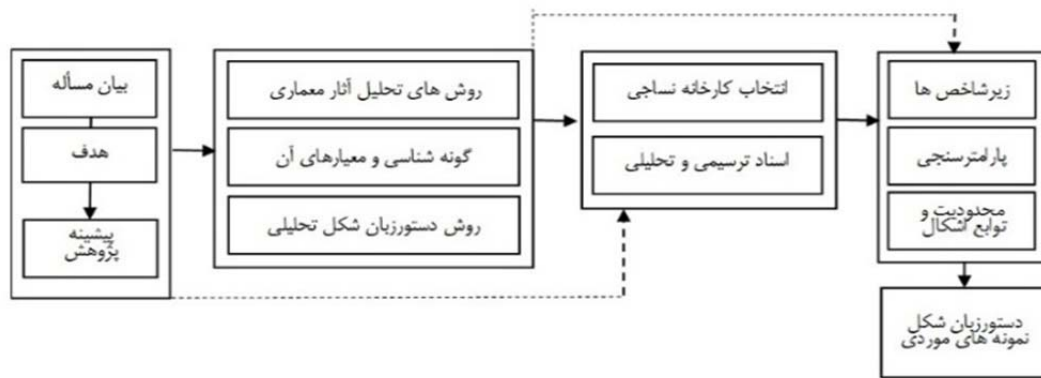 بیان مسأله
هدف
پیشینه
پژوهش
روش های تحلیل آثار معماری
گونه شناسی و معیارهای آن
روش دستورزبان شکل تحلیلی
انتخاب کارخانه نساجی
اسناد ترسیمی و تحلیلی
زیرشاخص ها
پارامترسنجی
محدودیت و
توابع اشکال
دستورزبان شکل
نمونه های موردی